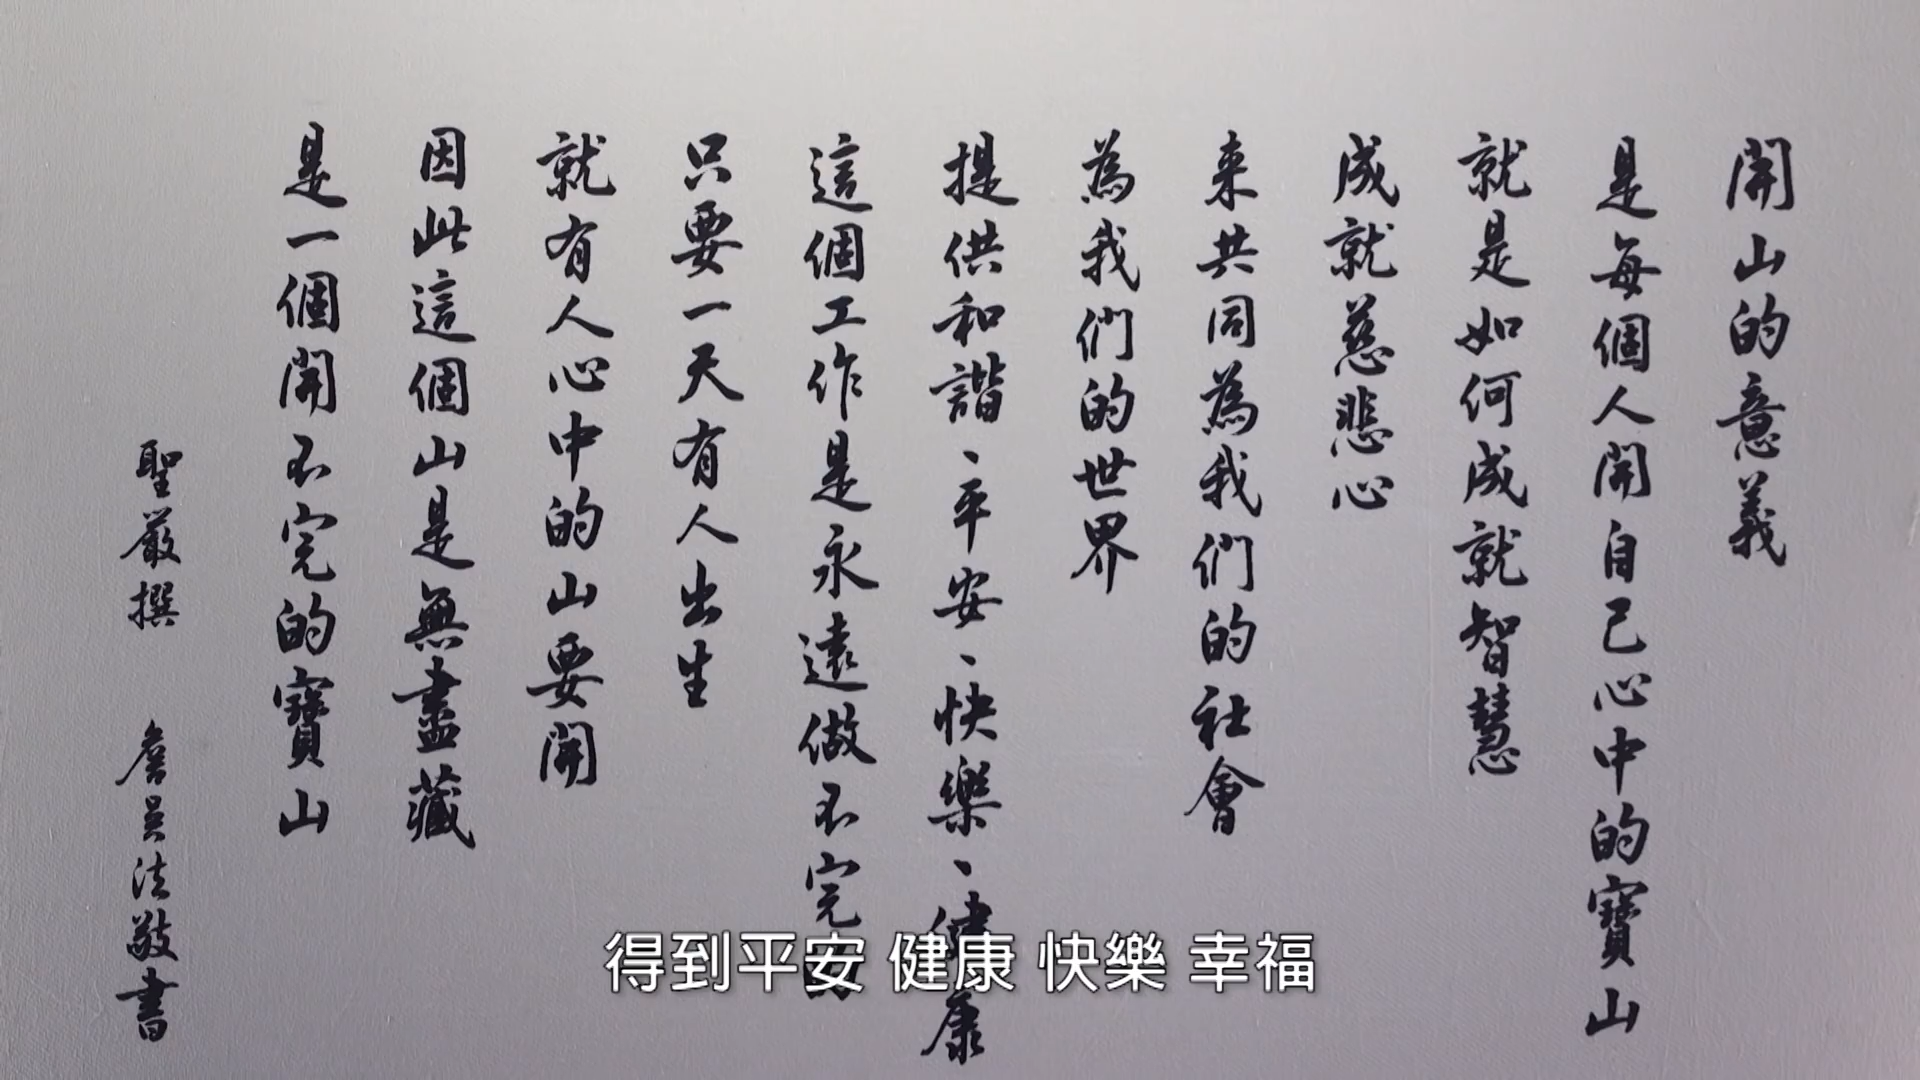 開山的意義
是每個人開自己心中的寶山
就是如何成就智慧
成就慈悲心
来共同為我們的社會
為我們的世界
提供和諧、平安、快樂、健康
這個工作是永遠做不完的
只要一天有人出生
就有人心中的山要開
因此這個山是無盡藏
是一個開不完的寶山
聖嚴撰 詹吳法敬書
得到平安 健康 快樂 幸福